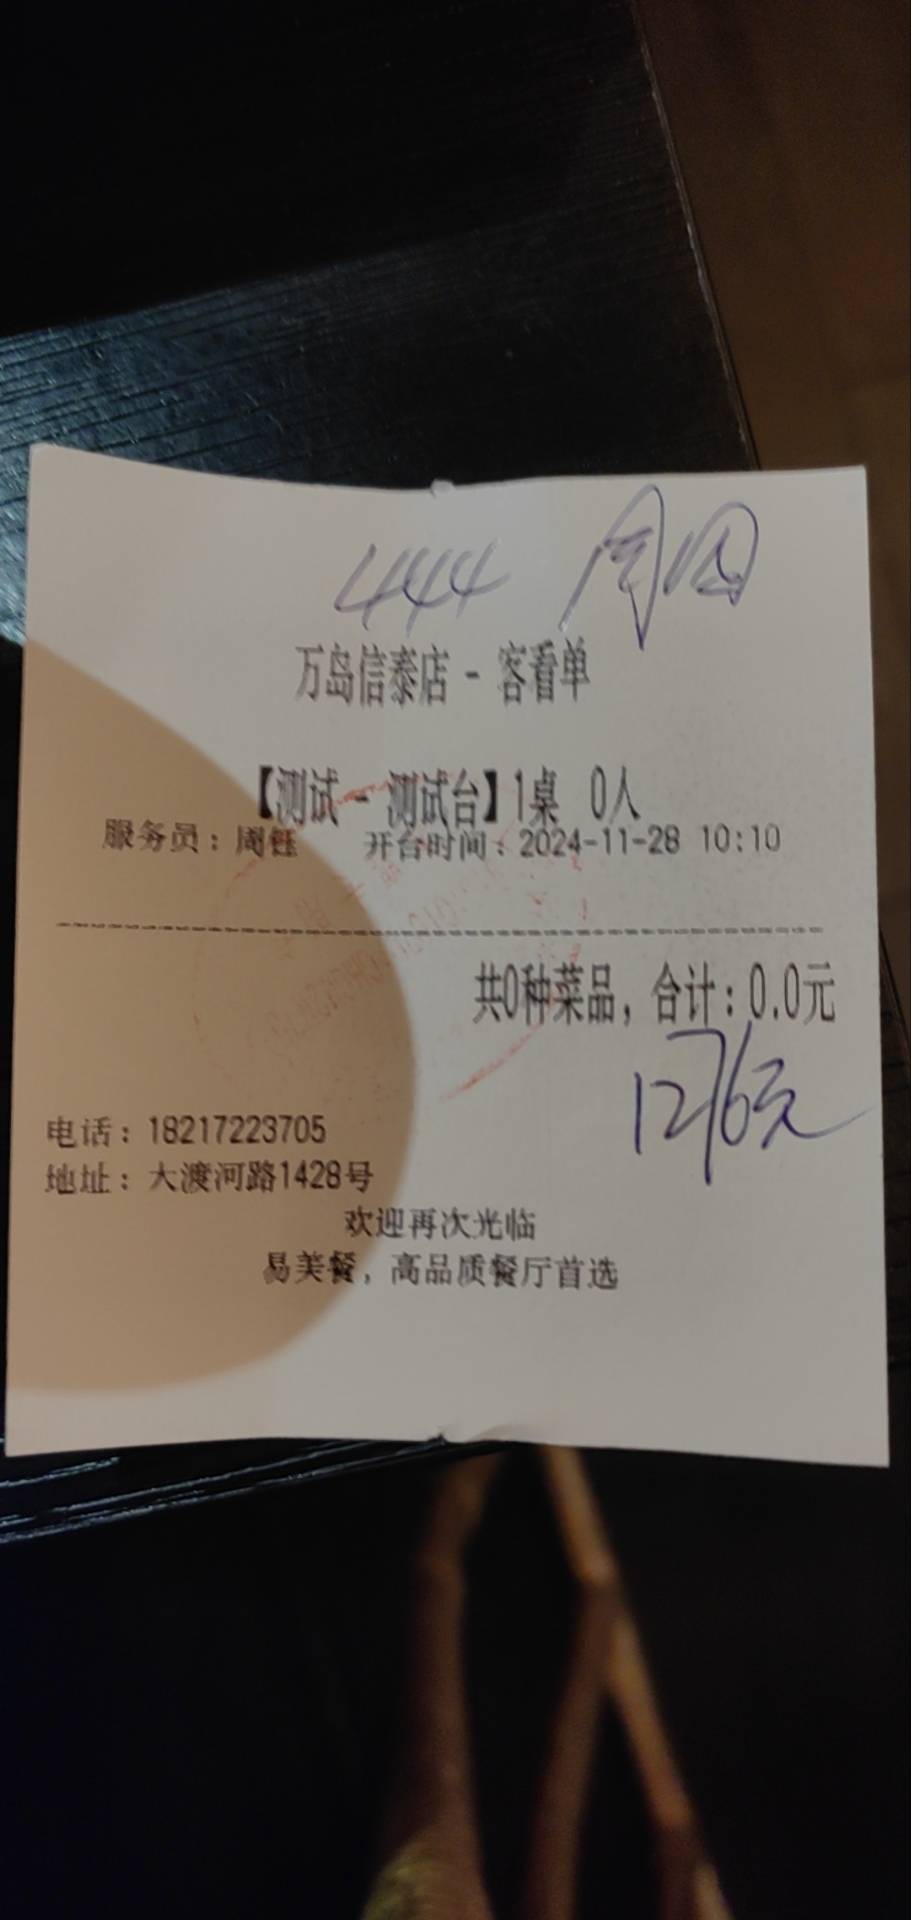 444
万岛信泰店 - 客看单
【测试 - 测试台】1桌 0人
服务员：周钰 开台时间：2024-11-28 10:10
共0种菜品，合计：0.0元
1276元
电话：18217223705
地址：大渡河路1428号
欢迎再次光临
易美餐，高品质餐厅首选